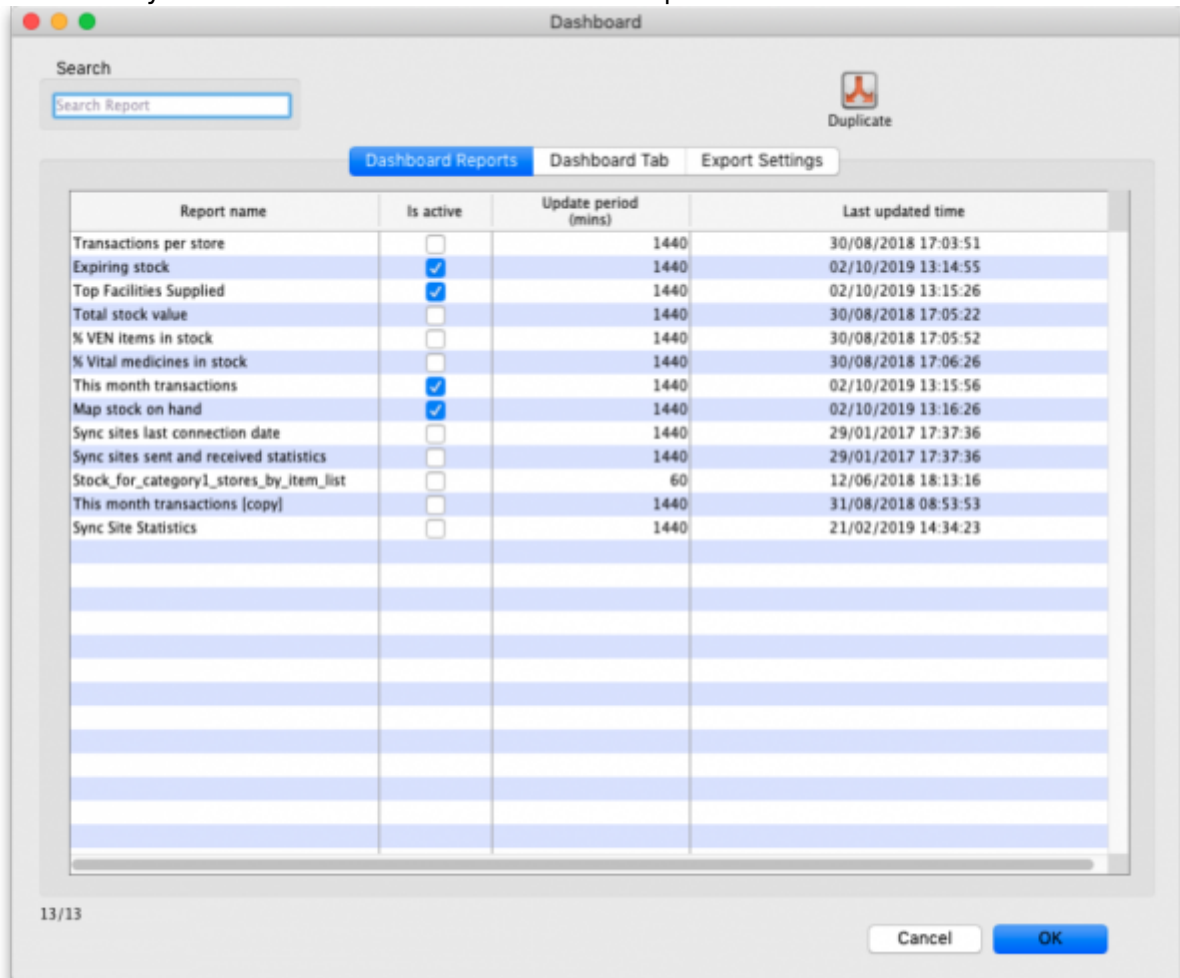 Dashboard
Search
Search Report
Duplicate
Dashboard Reports Dashboard Tab Export Settings
Report name Is active Update period (mins) Last updated time
Transactions per store 1440 30/08/2018 17:03:51
Expiring stock 1440 02/10/2019 13:14:55
Top Facilities Supplied 1440 02/10/2019 13:15:26
Total stock value 1440 30/08/2018 17:05:22
% VEN items in stock 1440 30/08/2018 17:05:52
% Vital medicines in stock 1440 30/08/2018 17:06:26
This month transactions 1440 02/10/2019 13:15:56
Map stock on hand 1440 02/10/2019 13:16:26
Sync sites last connection date 1440 29/01/2017 17:37:36
Sync sites sent and received statistics 1440 29/01/2017 17:37:36
Stock_for_category1_stores_by_item_list 60 12/06/2018 18:13:16
This month transactions [copy] 1440 31/08/2018 08:53:53
Sync Site Statistics 1440 21/02/2019 14:34:23
13/13
Cancel OK